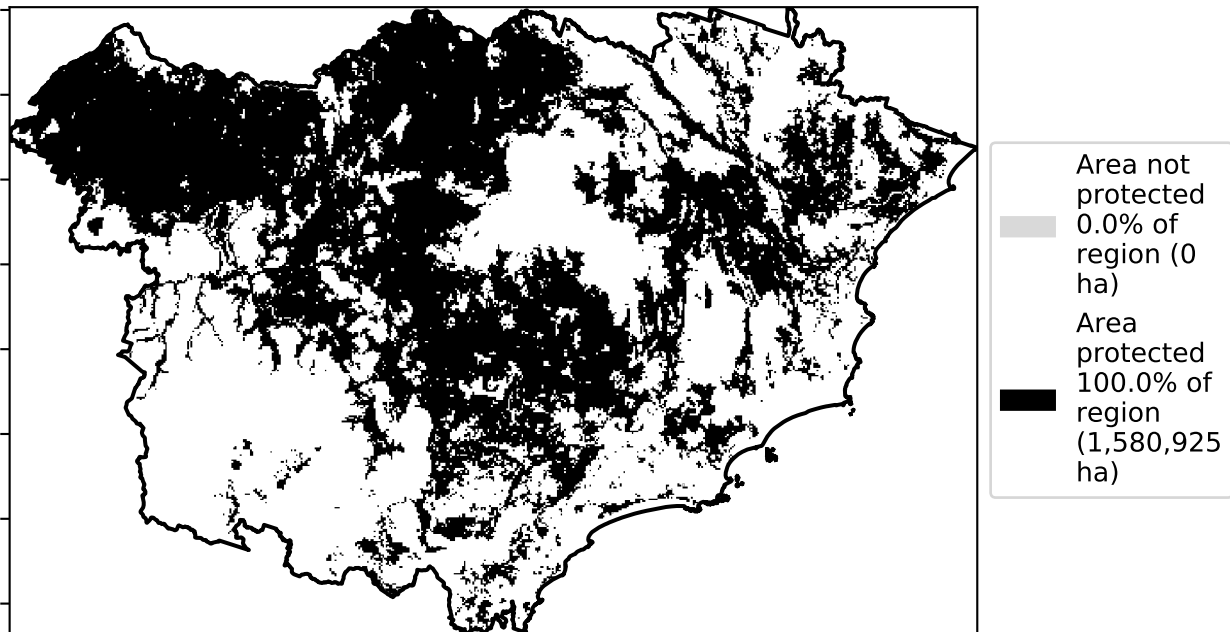 Area not
protected
0.0% of
region (0
ha)
Area
protected
100.0% of
region
(1,580,925
ha)